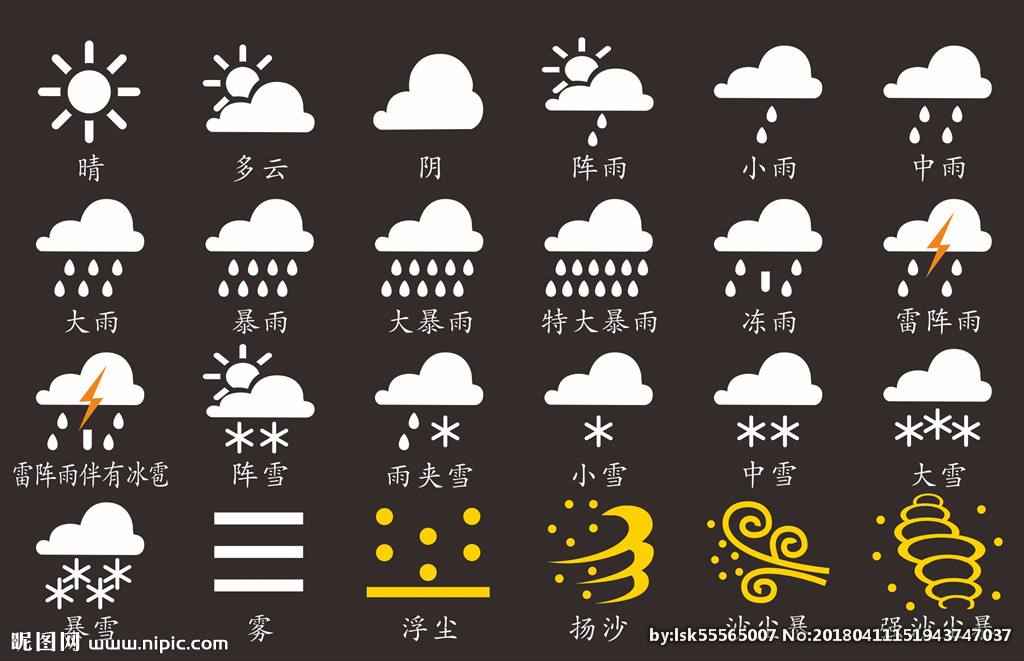 晴 多云 阴 阵雨 小雨 中雨
大雨 暴雨 大暴雨 特大暴雨 冻雨 雷阵雨
雷阵雨伴有冰雹 阵雪 雨夹雪 小雪 中雪 大雪
暴雪 雾 浮尘 扬沙 沙尘暴 强沙尘暴
昵图网 www.nipic.com by:lsk55565007 No:20180411151943747037